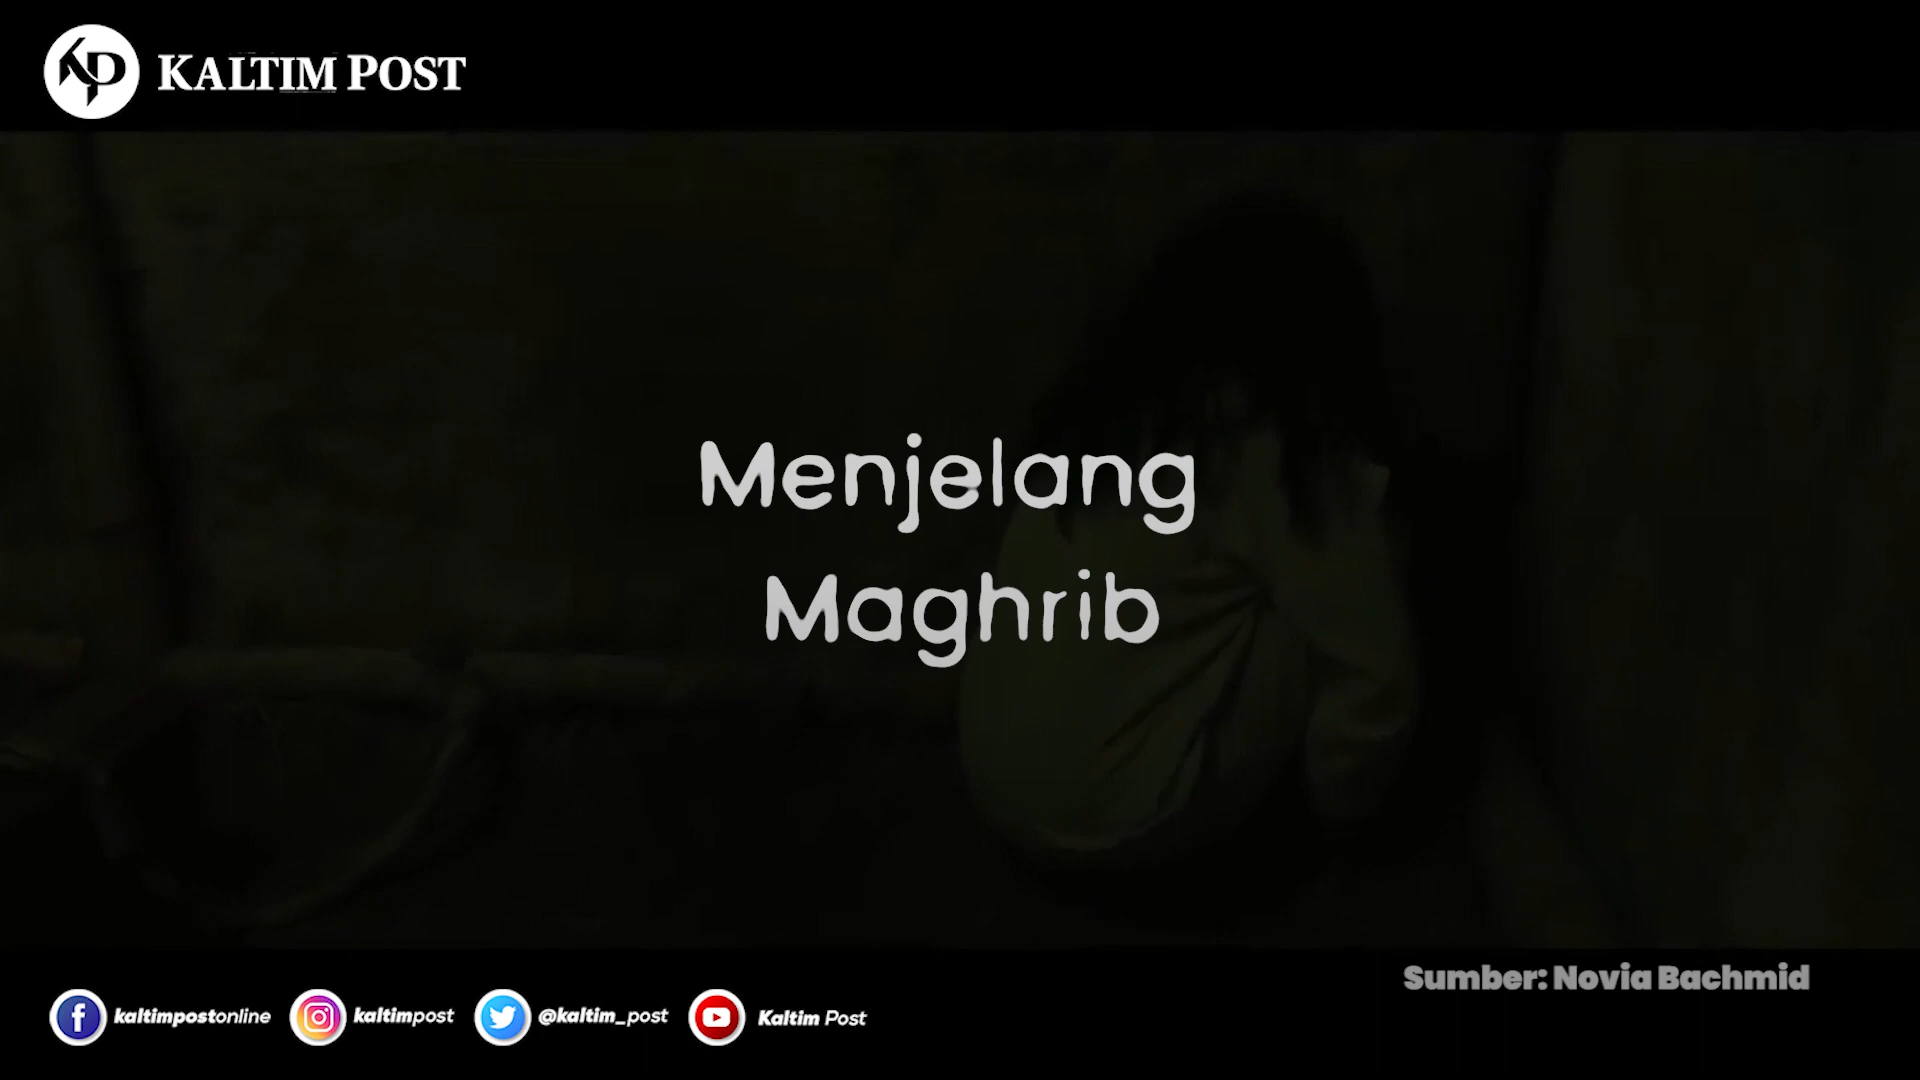 KALTIM POST
Menjelang
Maghrib
Sumber: Novia Bachmid
kaltimpostonline kaltimpost @kaltim_post Kaltim Post